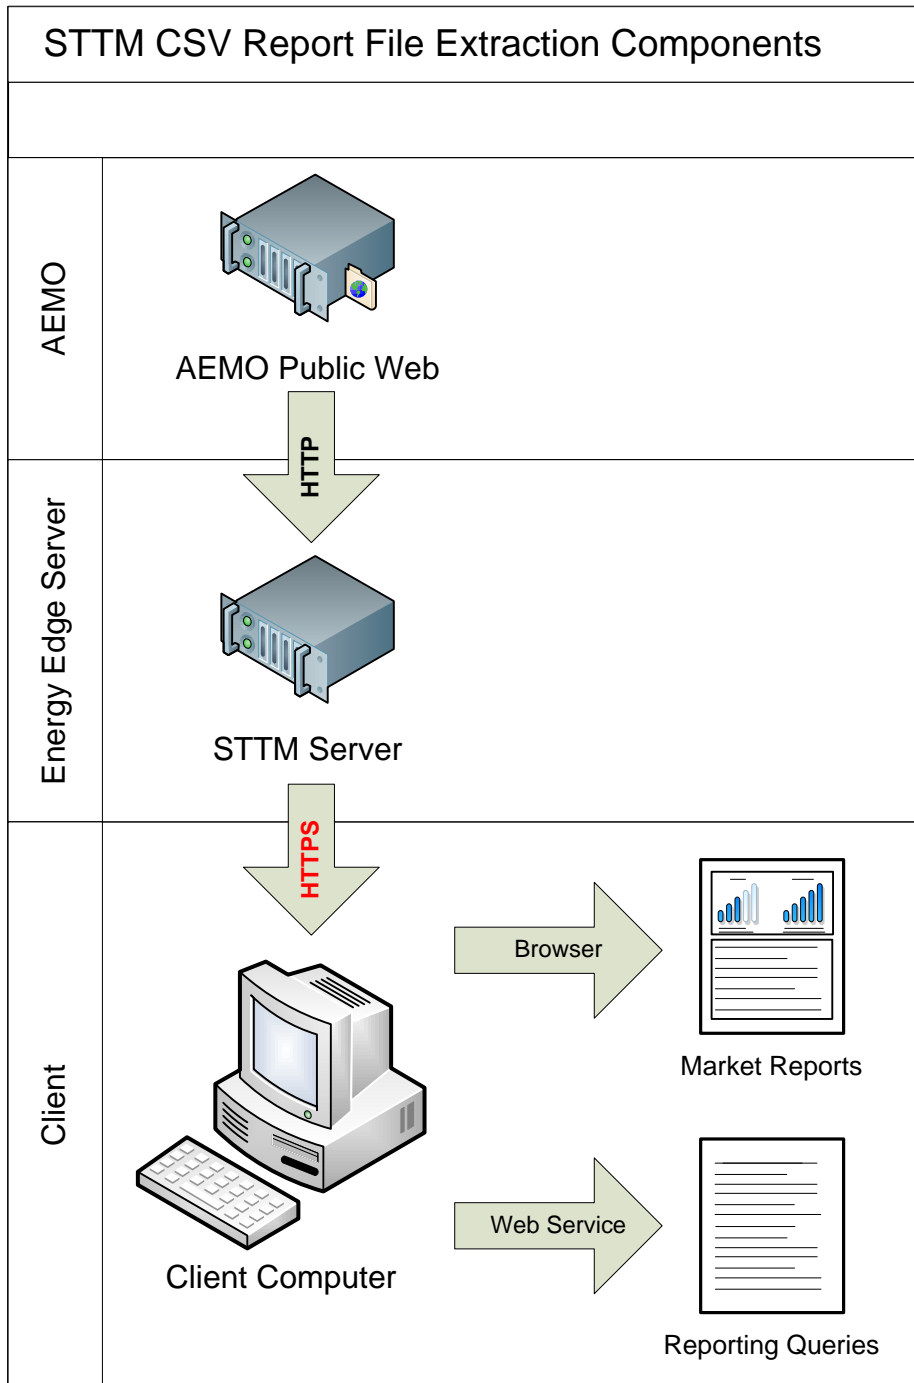 STTM CSV Report File Extraction Components
AEMO
AEMO Public Web
HTTP
Energy Edge Server
STTM Server
HTTPS
Client
Browser
Market Reports
Client Computer
Web Service
Reporting Queries